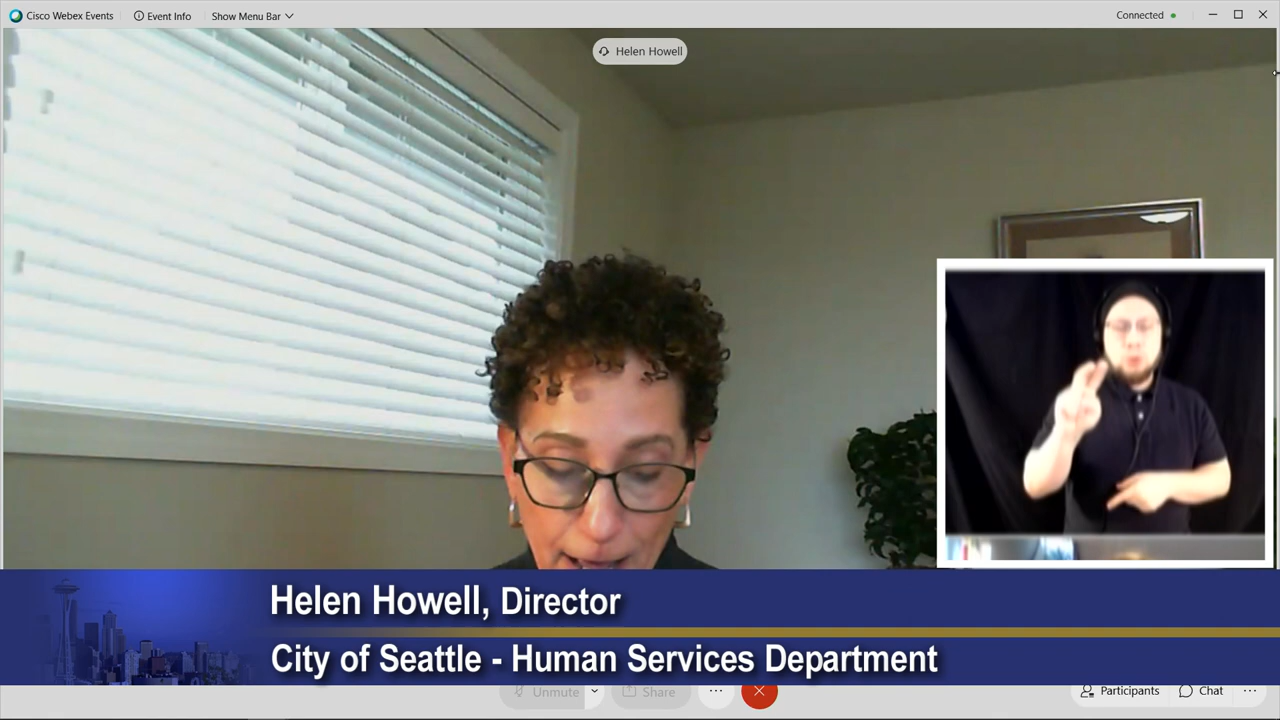 Cisco Webex Events
Event Info
Show Menu Bar
Connected
Helen Howell
Helen Howell, Director
City of Seattle - Human Services Department
Unmute
Share
Participants
Chat